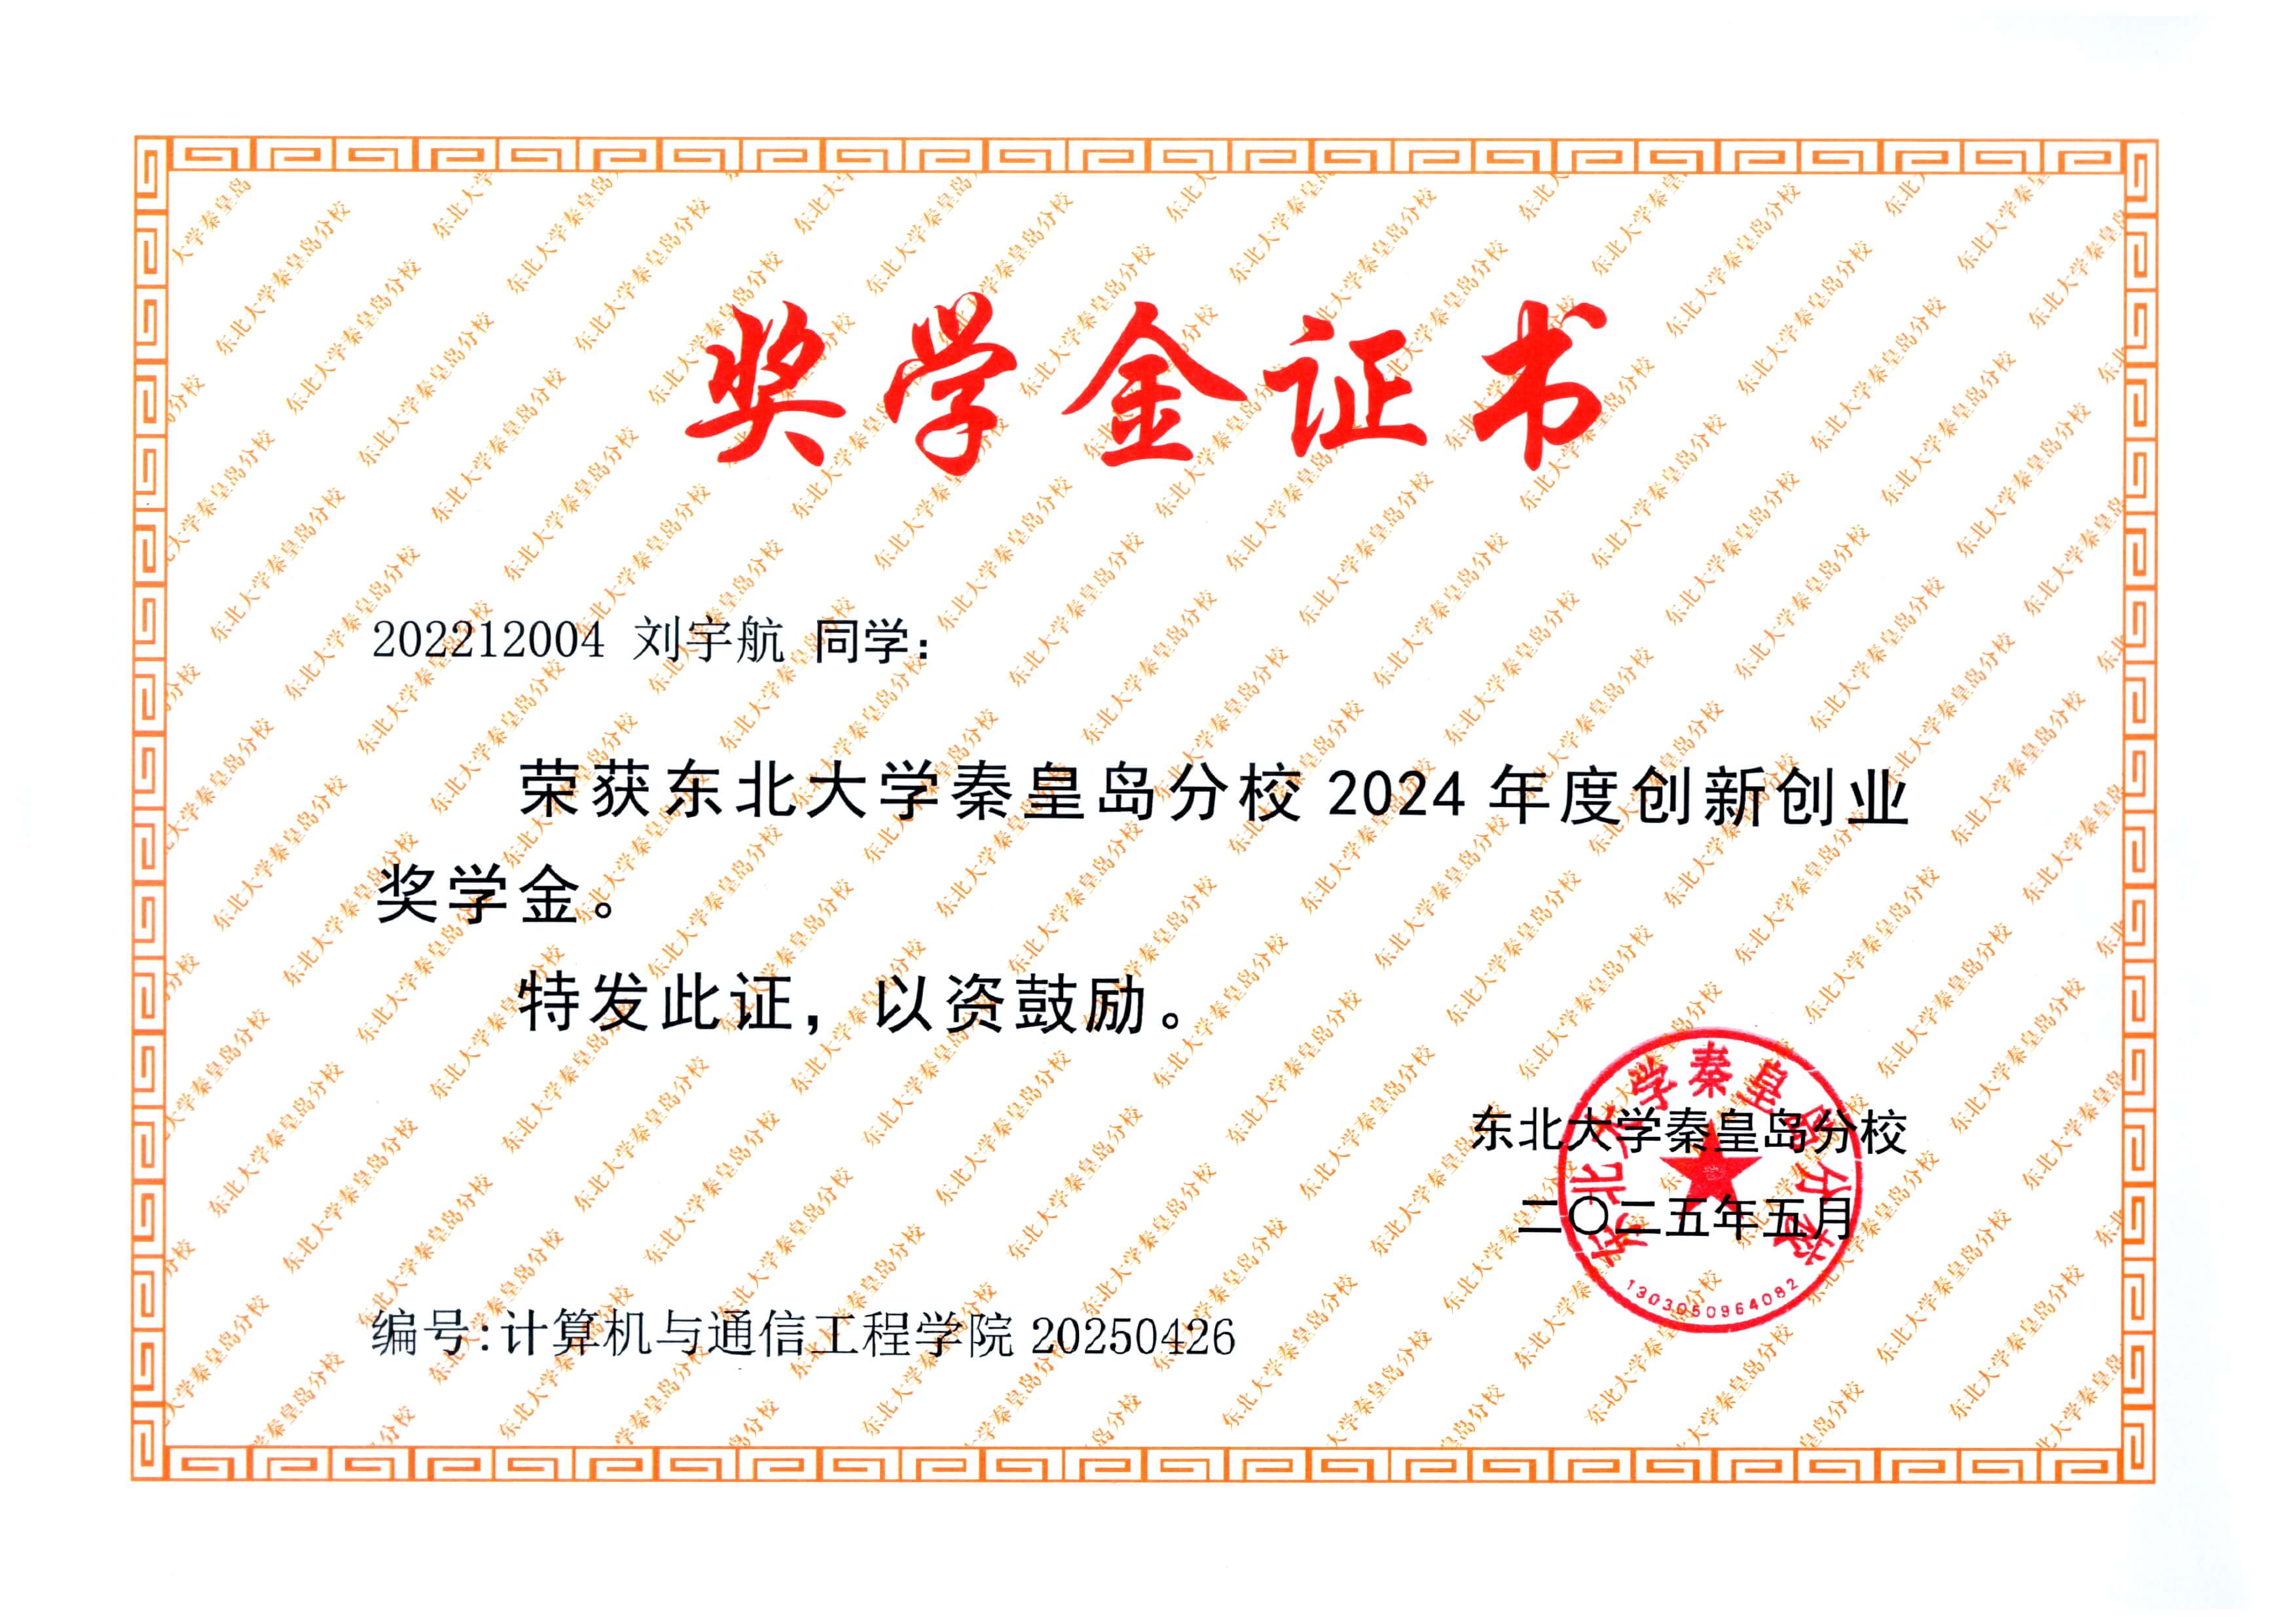 奖学金证书
202212004 刘宇航 同学：
荣获东北大学秦皇岛分校2024年度创新创业
奖学金。
特发此证，以资鼓励。
东北大学秦皇岛分校
二〇二五年五月
东北大学秦皇岛分校
1303050964082
编号:计算机与通信工程学院 20250426